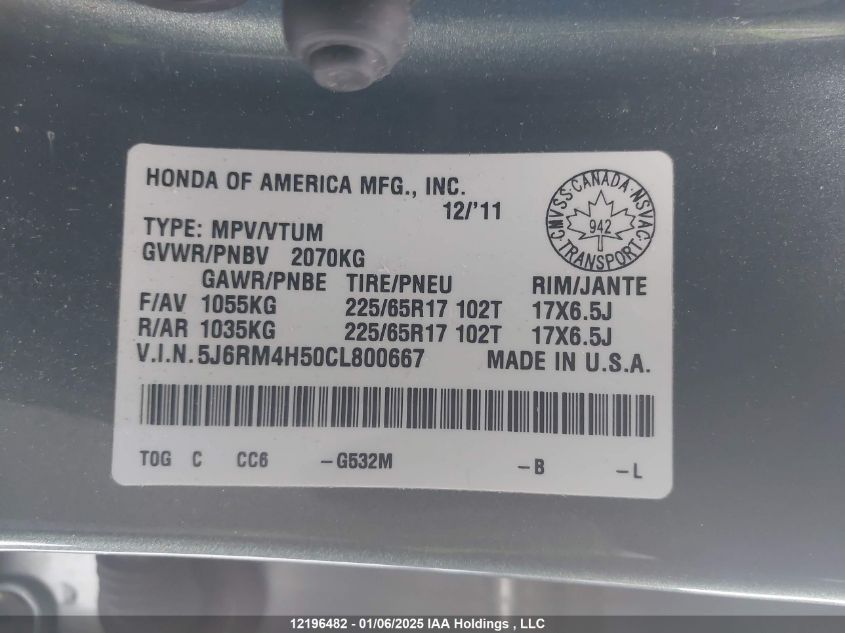 HONDA OF AMERICA MFG., INC.
12/'11
CMVSS · CANADA · NSVAC
942
TRANSPORT
TYPE: MPV/VTUM
GVWR/PNBV 2070KG
GAWR/PNBE TIRE/PNEU RIM/JANTE
F/AV 1055KG 225/65R17 102T 17X6.5J
R/AR 1035KG 225/65R17 102T 17X6.5J
V.I.N. 5J6RM4H50CL800667 MADE IN U.S.A.
TOG C CC6 -G532M -B -L
12196482 - 01/06/2025 IAA Holdings , LLC